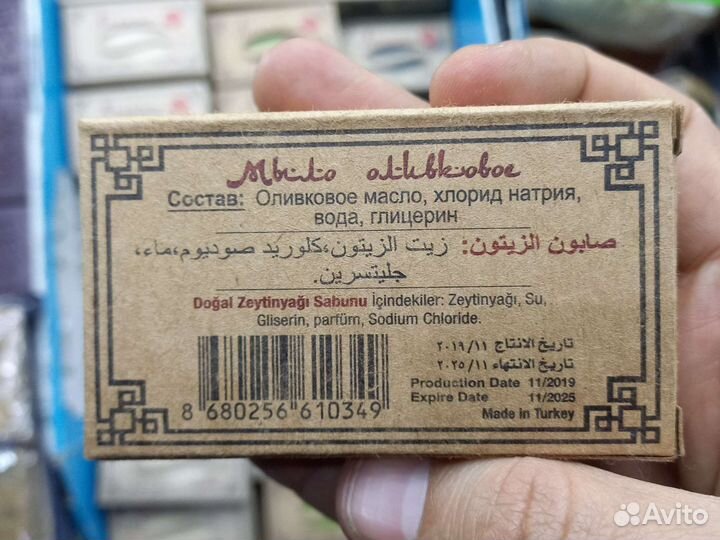 Мыло оливковое
Состав: Оливковое масло, хлорид натрия,
вода, глицерин
صابون الزيتون: زيت الزيتون،كلوريد صوديوم،ماء،
جليتسرين.
Doğal Zeytinyağı Sabunu İçindekiler: Zeytinyağı, Su,
Gliserin, parfüm, Sodium Chloride.
تاريخ الانتاج ٢٠١٩/١١
تاريخ الانتهاء ٢٠٢٥/١١
Production Date 11/2019
Expire Date 11/2025
Made in Turkey
8 680256 610349
Avito